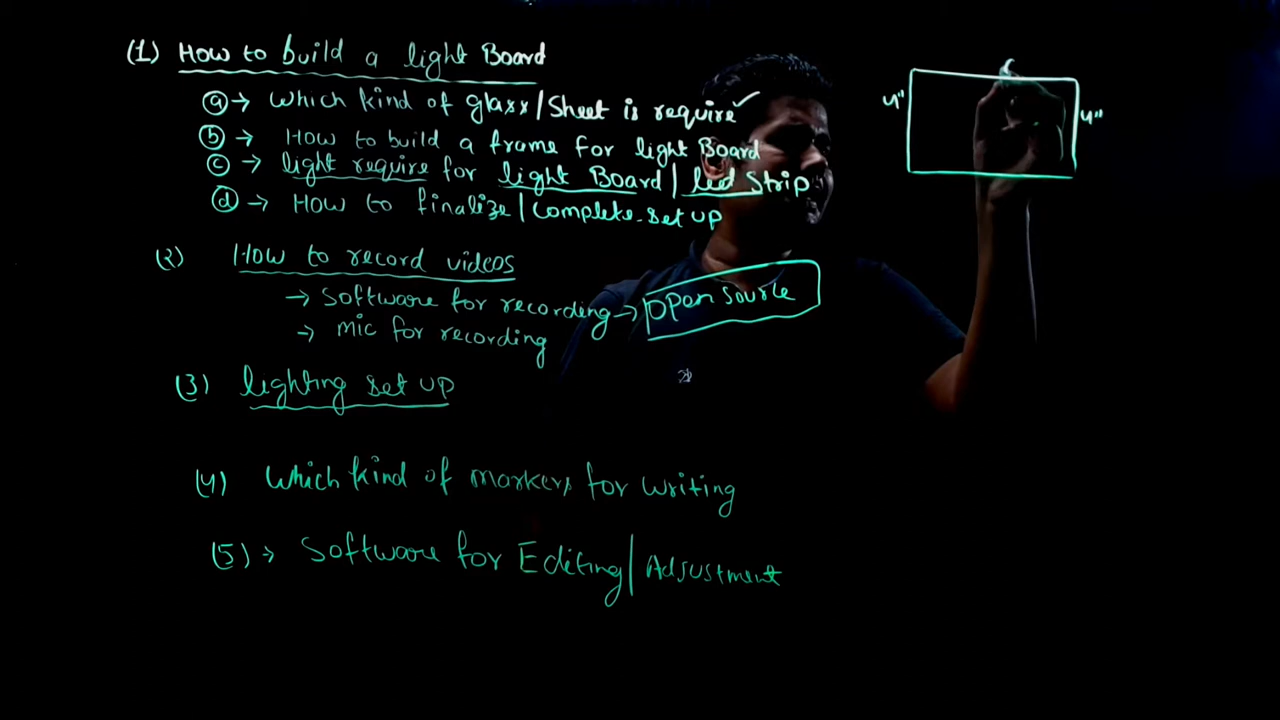 (1) How to build a light Board
(a) → which kind of glass/Sheet is require ✓
(b) → How to build a frame for light Board
(c) → light require for light Board | led Strip
(d) → How to finalize/Complete set up
(2) How to record videos
→ Software for recording → Open Source
→ mic for recording
(3) lighting set up
(4) which kind of markers for writing
(5) → Software for Editing/Adjustment
4" 4"